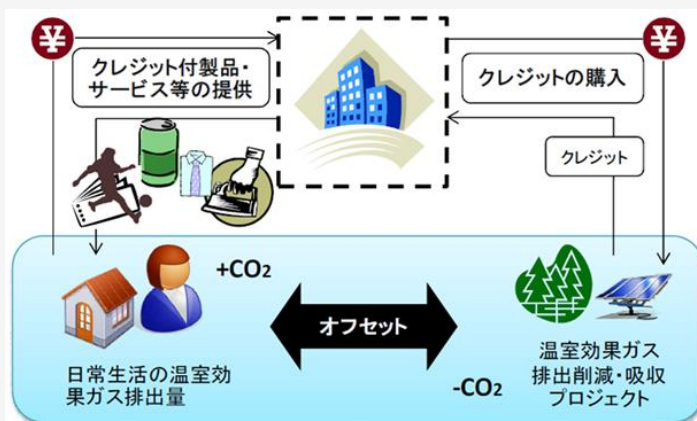 ¥
¥
クレジット付製品・
サービス等の提供
クレジットの購入
クレジット
+CO₂
オフセット
日常生活の温室効
果ガス排出量
-CO₂
温室効果ガス
排出削減・吸収
プロジェクト